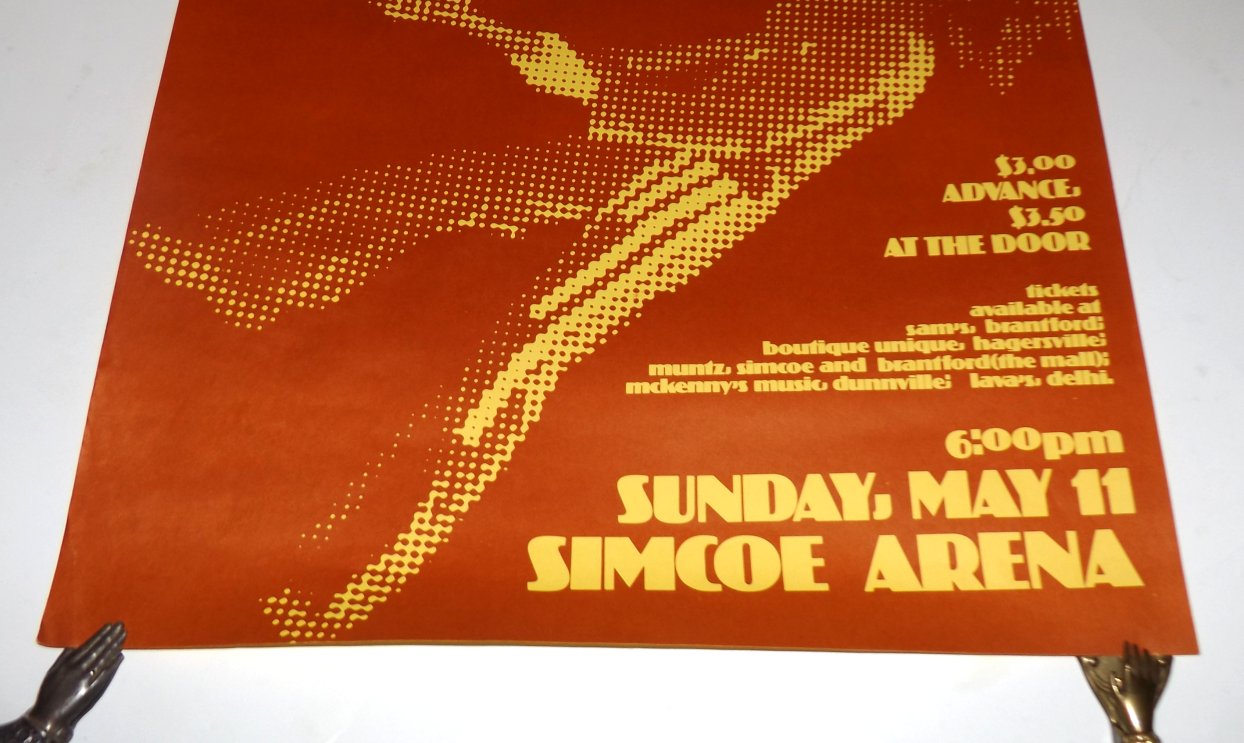 $3.00
ADVANCE,
$3.50
AT THE DOOR
tickets
available at
sam's, brantford;
boutique unique, hagersville;
muntz, simcoe and brantford(the mall);
mckenny's music, dunnville; lava's, delhi.
6:00pm
SUNDAY, MAY 11
SIMCOE ARENA